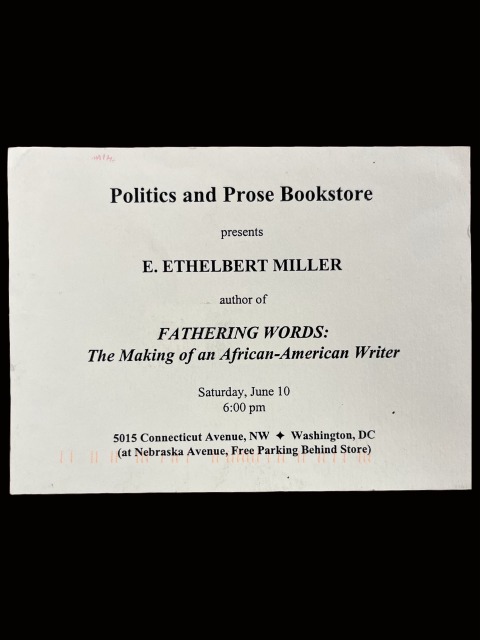 Politics and Prose Bookstore
presents
E. ETHELBERT MILLER
author of
FATHERING WORDS:
The Making of an African-American Writer
Saturday, June 10
6:00 pm
5015 Connecticut Avenue, NW ✦ Washington, DC
(at Nebraska Avenue, Free Parking Behind Store)